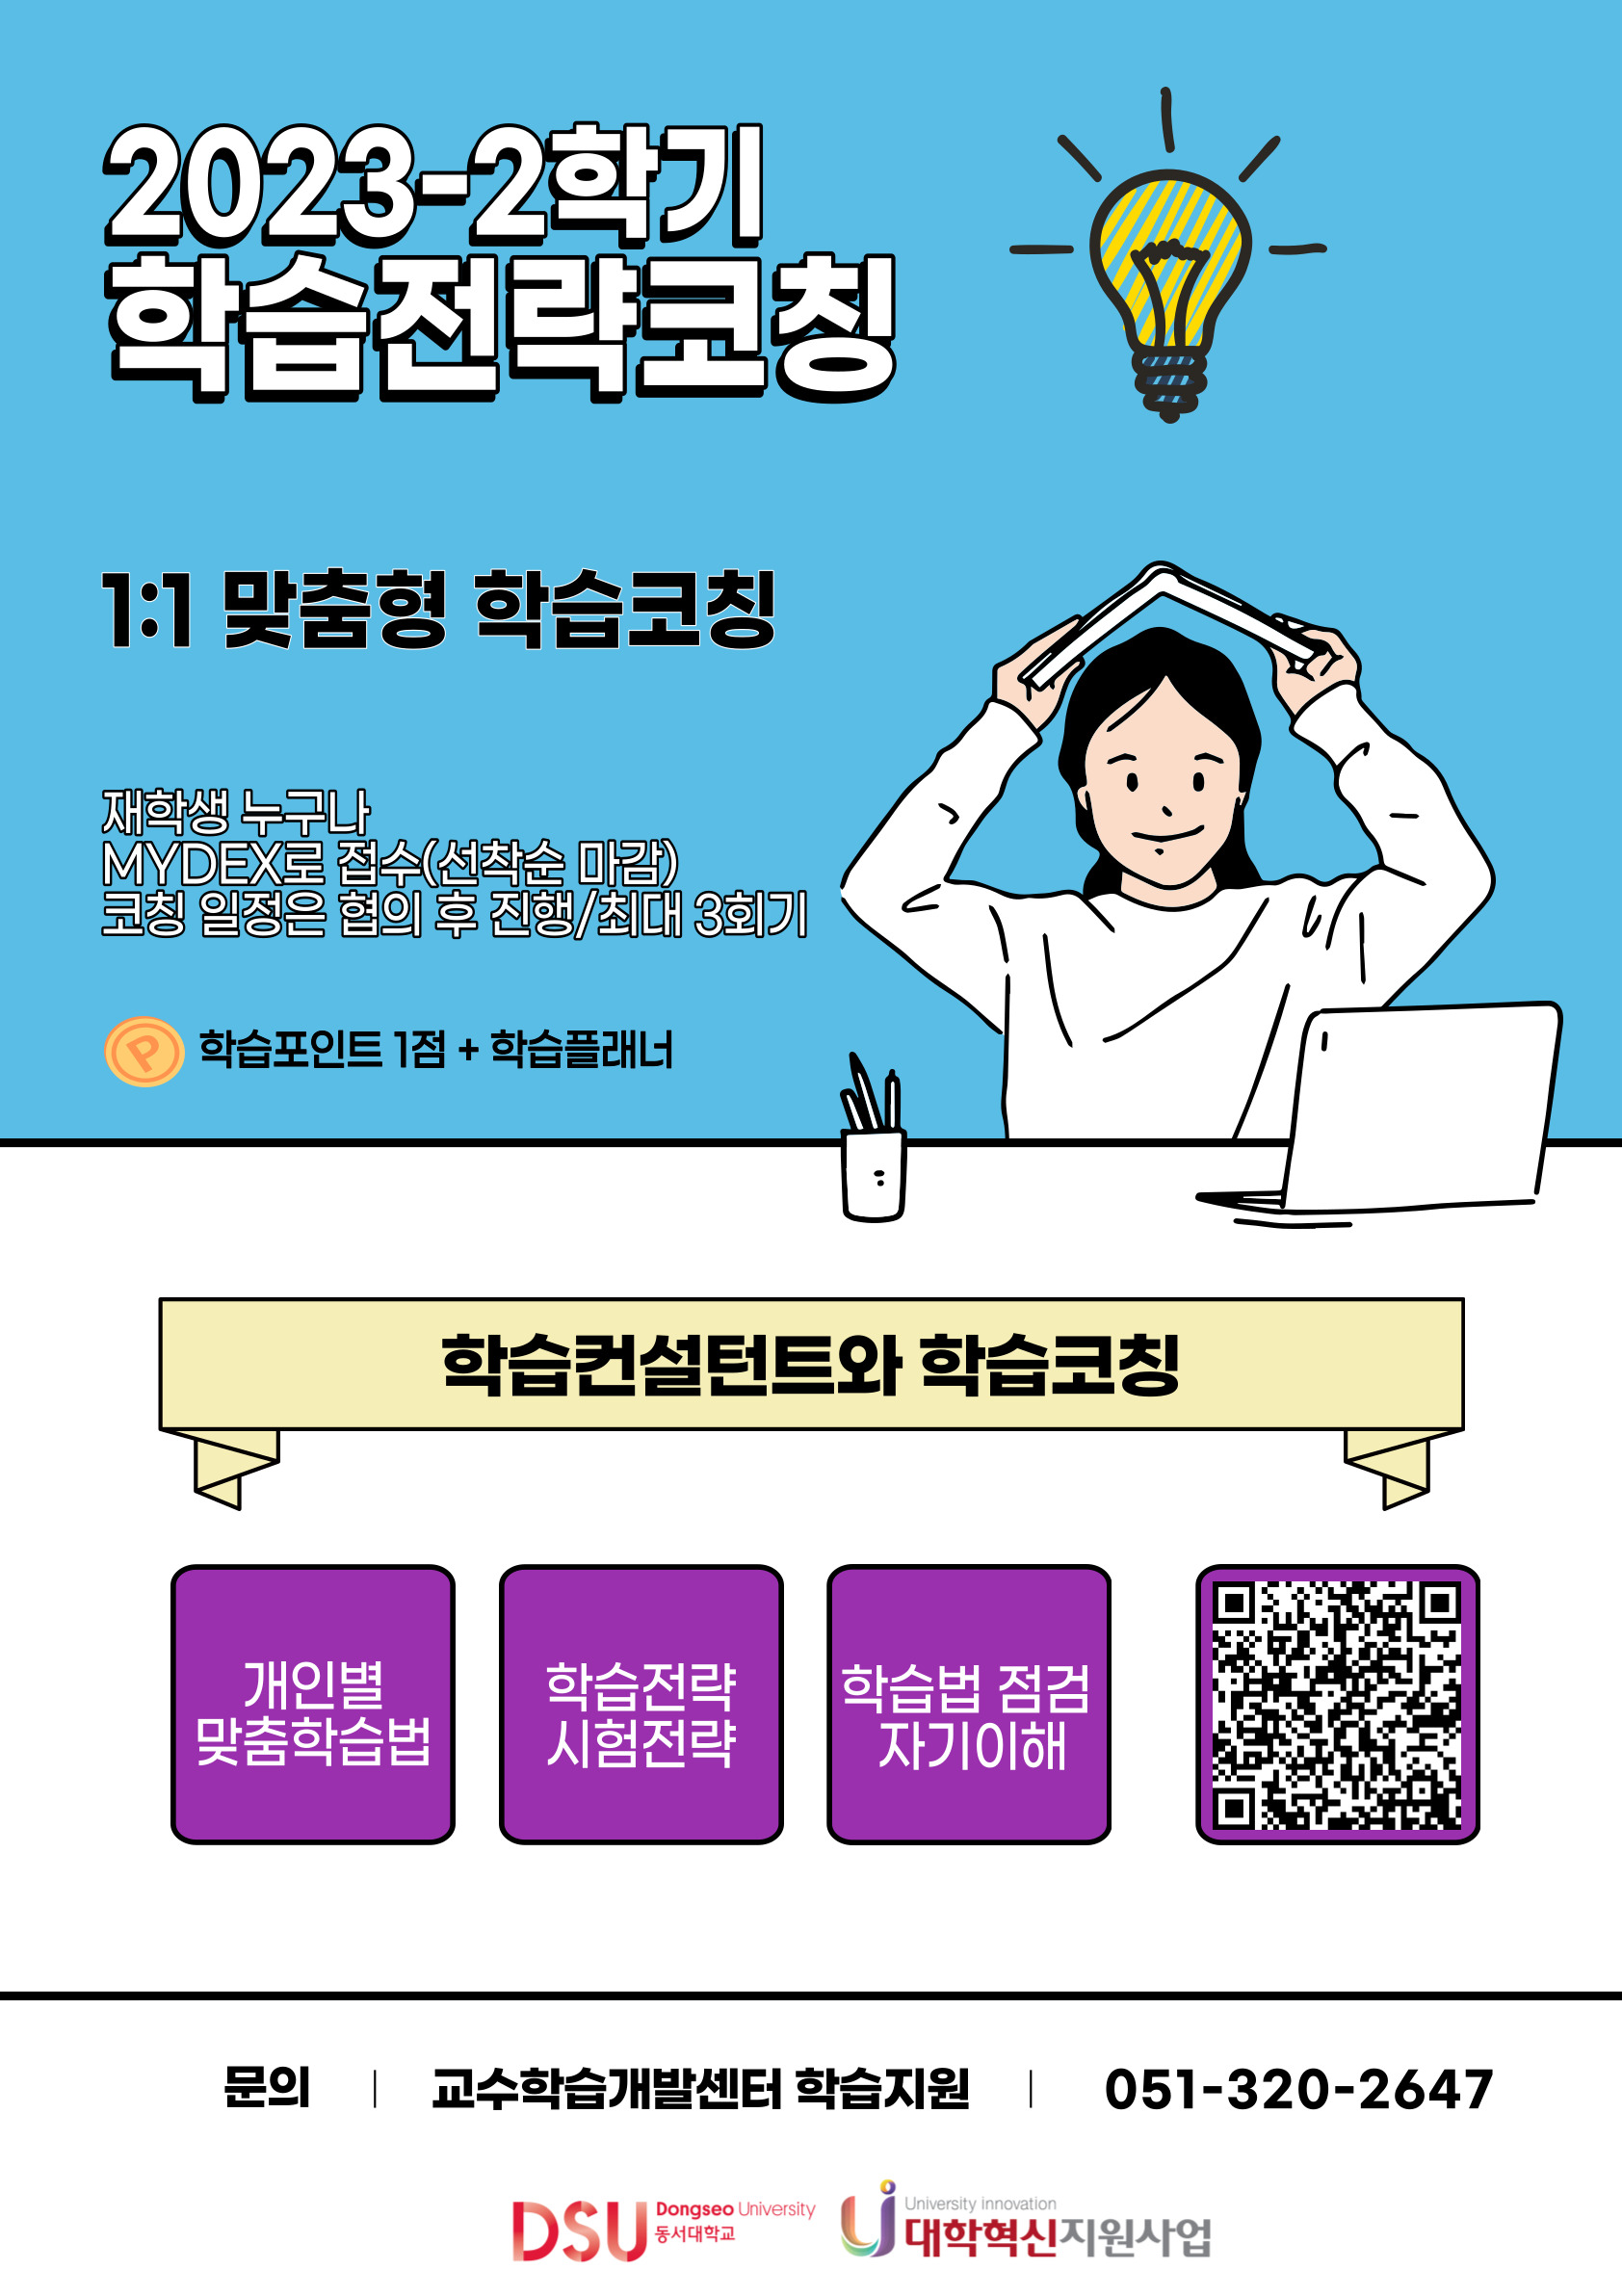 2023-2학기
학습전략코칭
1:1 맞춤형 학습코칭
재학생 누구나
MYDEX로 접수(선착순 마감)
코칭 일정은 협의 후 진행/최대 3회기
P 학습포인트 1점 + 학습플래너
학습컨설턴트와 학습코칭
개인별
맞춤학습법
학습전략
시험전략
학습법 점검
자기이해
문의 | 교수학습개발센터 학습지원 | 051-320-2647
DSU Dongseo University
동서대학교
University innovation
대학혁신지원사업